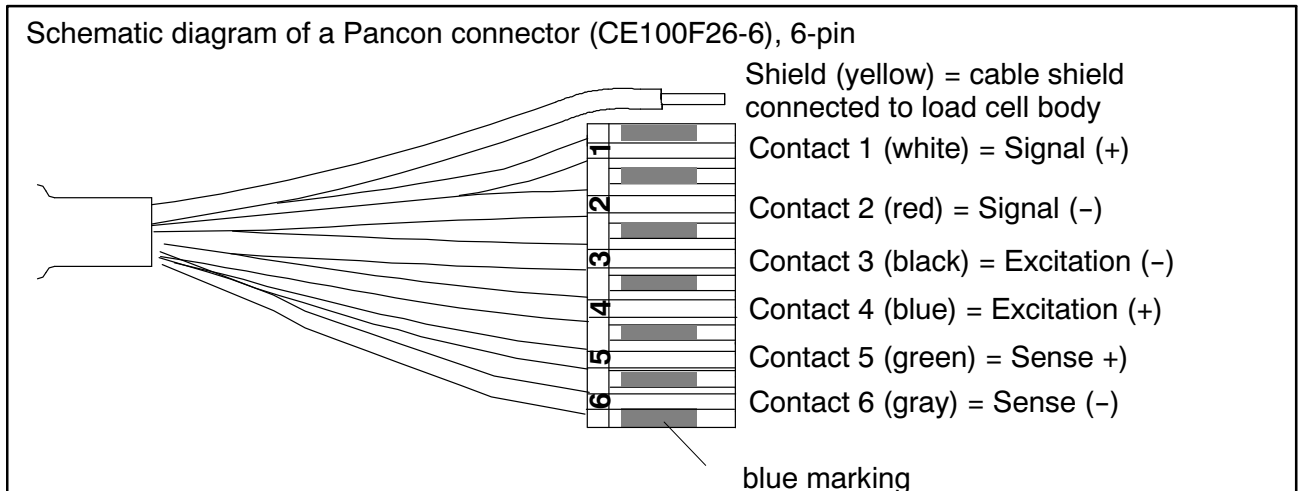 Schematic diagram of a Pancon connector (CE100F26-6), 6-pin
Shield (yellow) = cable shield
connected to load cell body
1
Contact 1 (white) = Signal (+)
2
Contact 2 (red) = Signal (–)
3
Contact 3 (black) = Excitation (–)
4
Contact 4 (blue) = Excitation (+)
5
Contact 5 (green) = Sense +)
6
Contact 6 (gray) = Sense (–)
blue marking